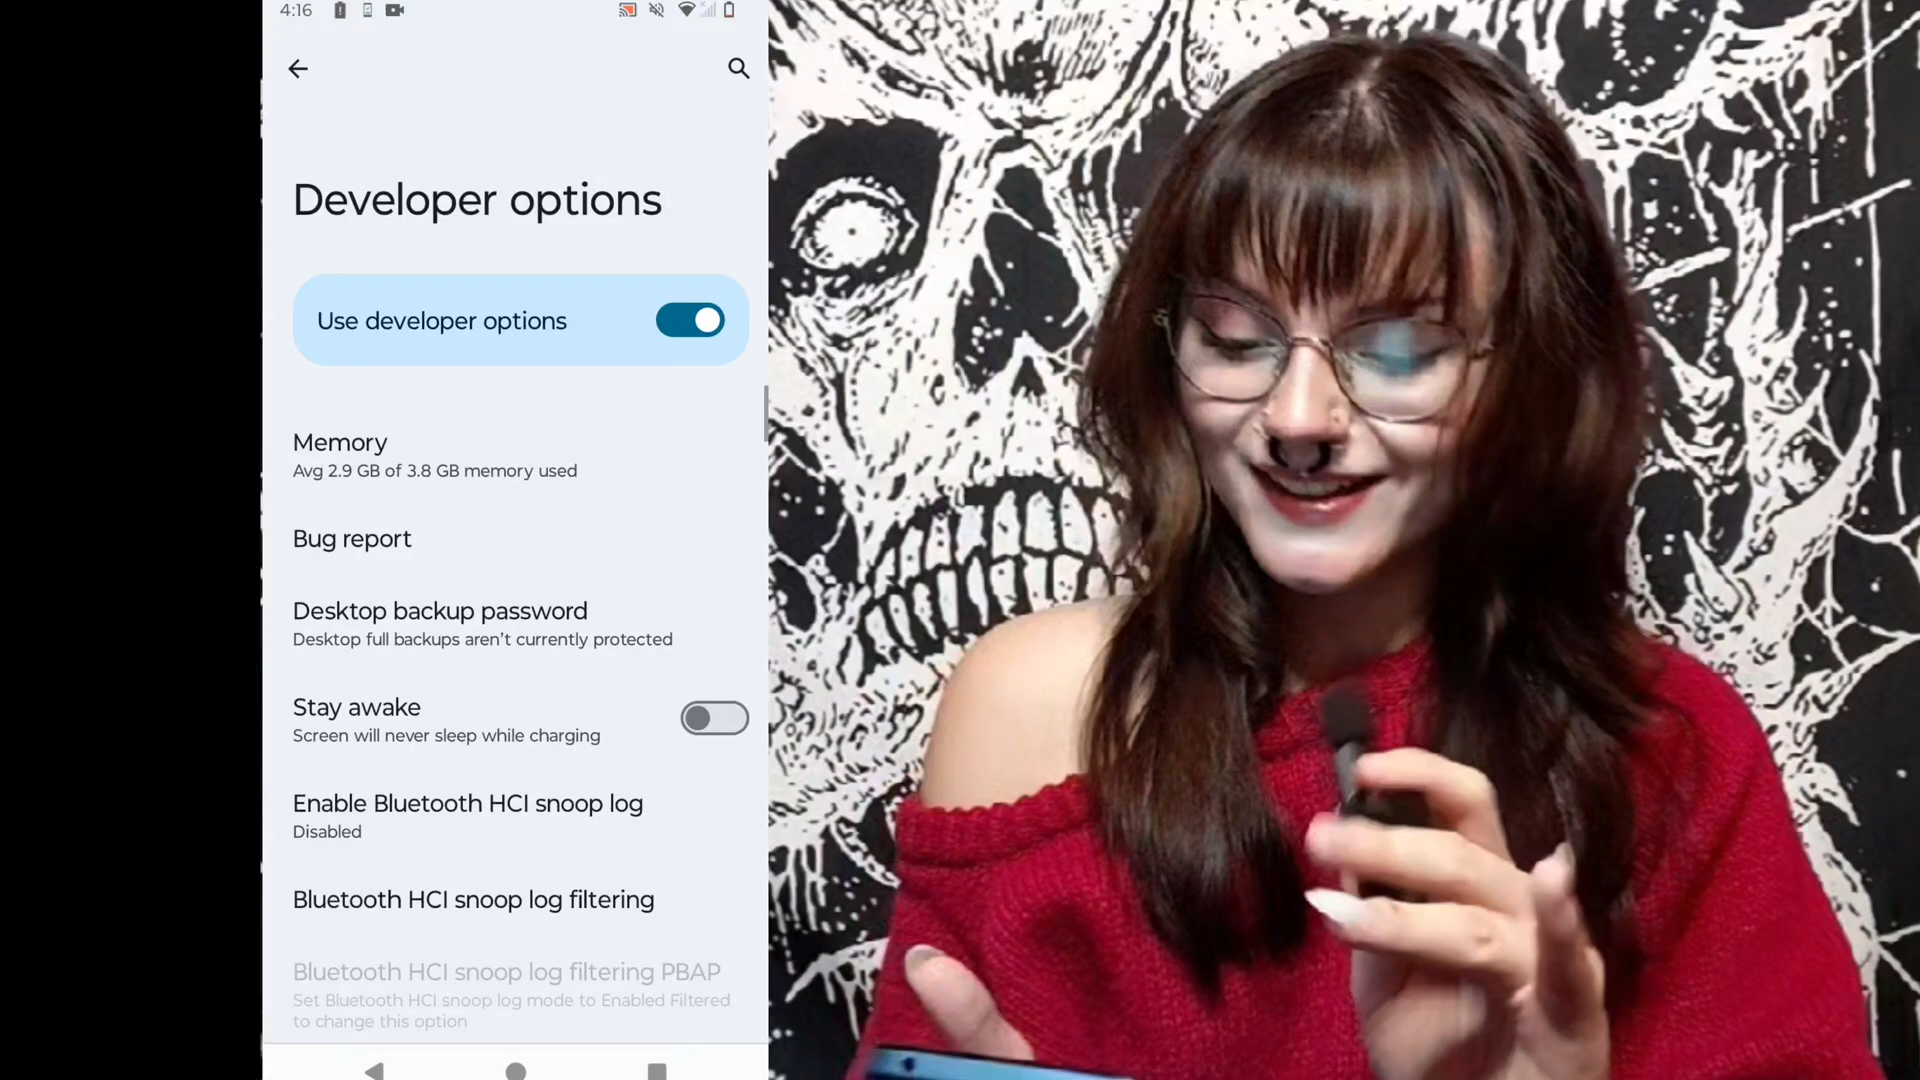 4:16
Developer options
Use developer options
Memory
Avg 2.9 GB of 3.8 GB memory used
Bug report
Desktop backup password
Desktop full backups aren't currently protected
Stay awake
Screen will never sleep while charging
Enable Bluetooth HCI snoop log
Disabled
Bluetooth HCI snoop log filtering
Bluetooth HCI snoop log filtering PBAP
Set Bluetooth HCI snoop log mode to Enabled Filtered
to change this option